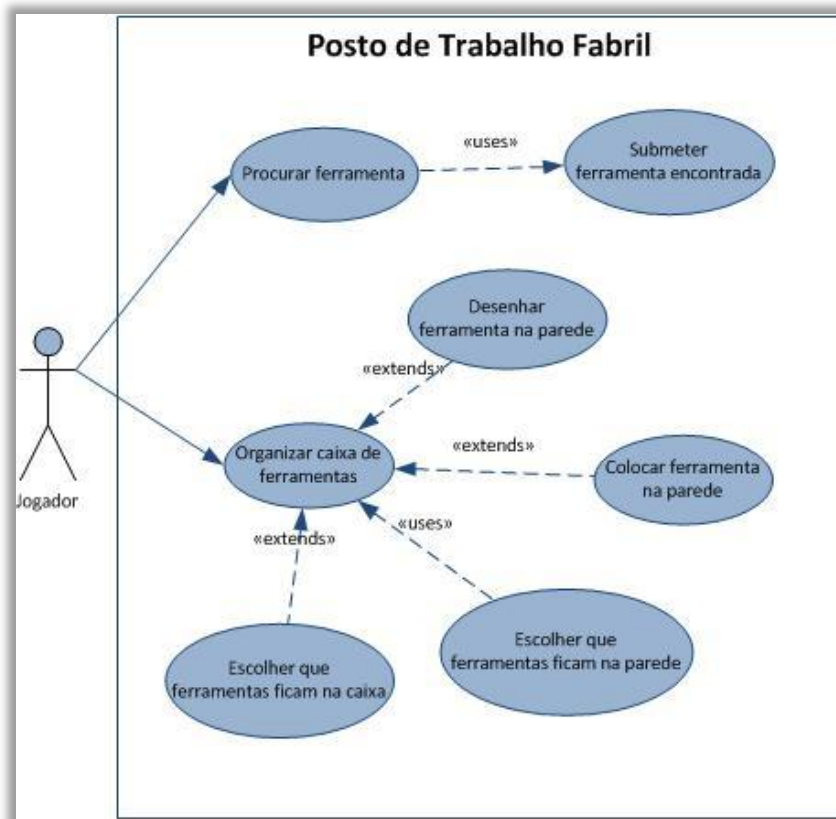 Posto de Trabalho Fabril
«uses»
Procurar ferramenta
Submeter
ferramenta encontrada
Desenhar
ferramenta na parede
«extends»
Organizar caixa de
ferramentas
«extends»
Colocar ferramenta
na parede
Jogador
«extends»
«uses»
Escolher que
ferramentas ficam na caixa
Escolher que
ferramentas ficam na parede